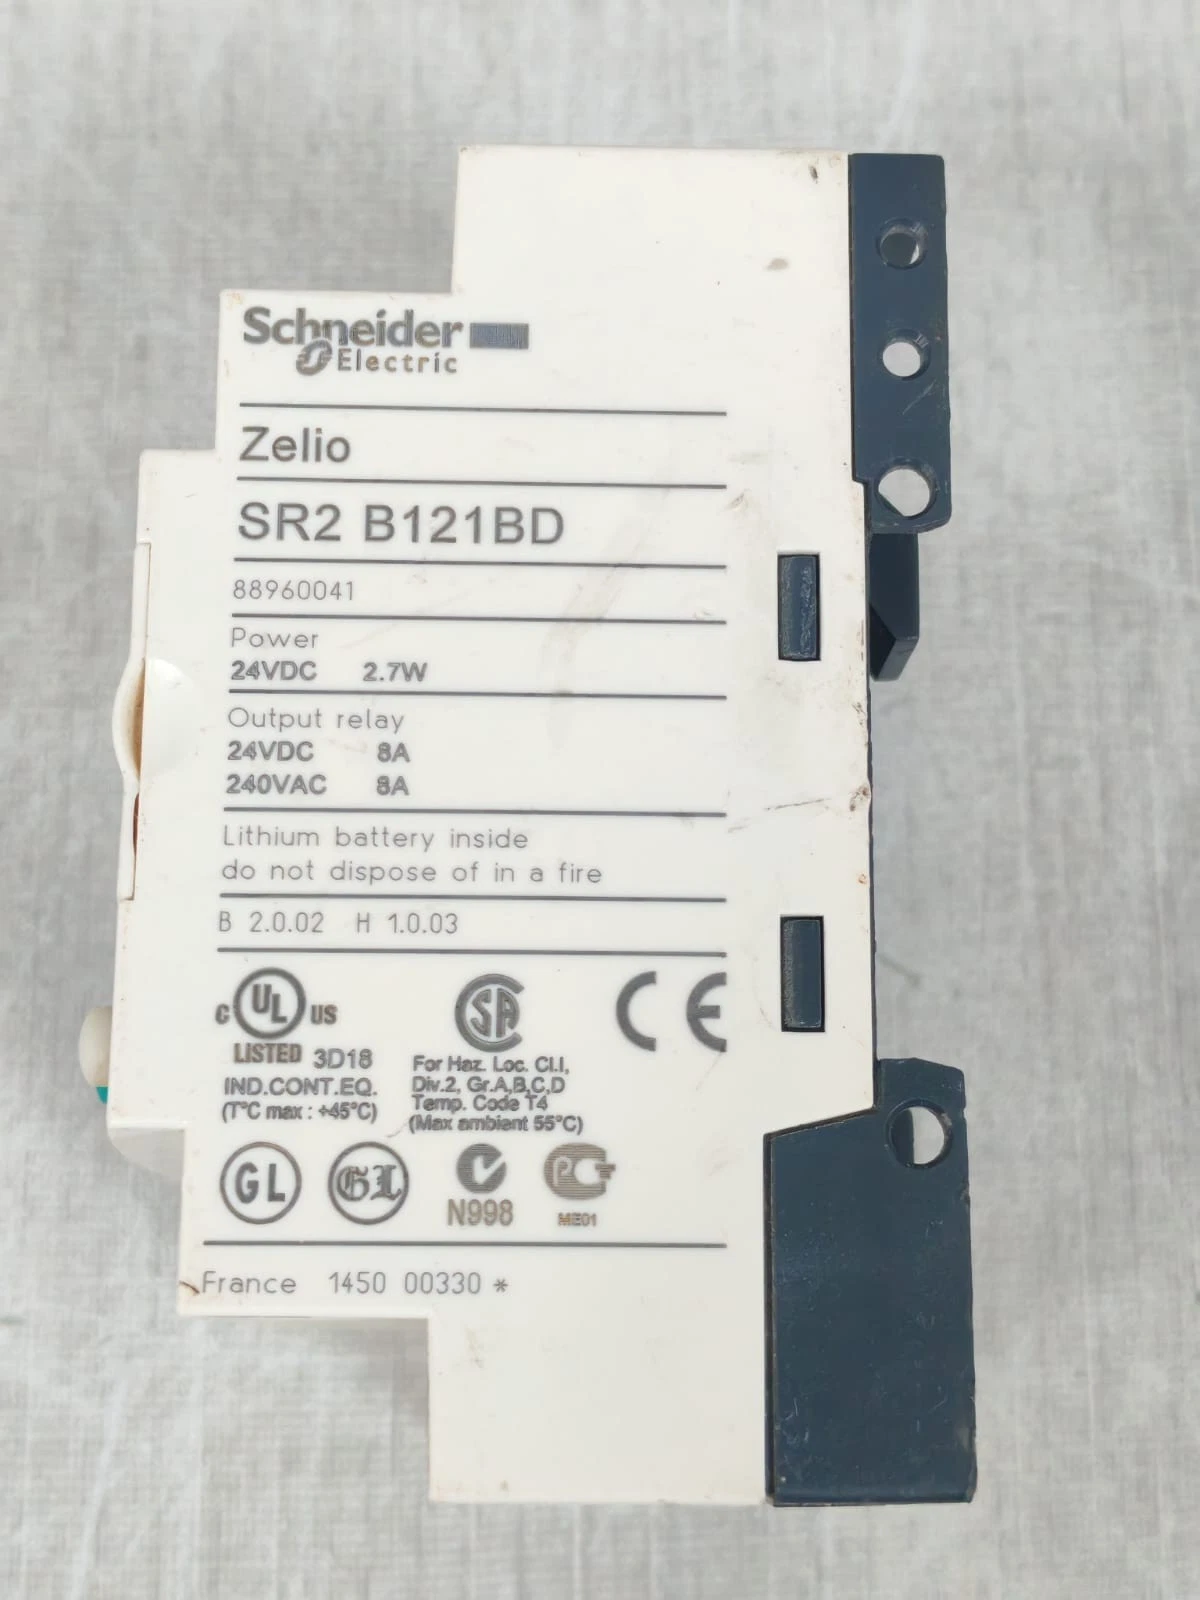 Schneider
Electric
Zelio
SR2 B121BD
88960041
Power
24VDC 2.7W
Output relay
24VDC 8A
240VAC 8A
Lithium battery inside
do not dispose of in a fire
B 2.0.02 H 1.0.03
C UL US
LISTED 3D18
IND.CONT.EQ.
(T°C max : +45°C)
SA
For Haz. Loc. Cl.I,
Div.2, Gr.A,B,C,D
Temp. Code T4
(Max ambient 55°C)
CE
GL GL
N998
PC
ME01
France 1450 00330 *